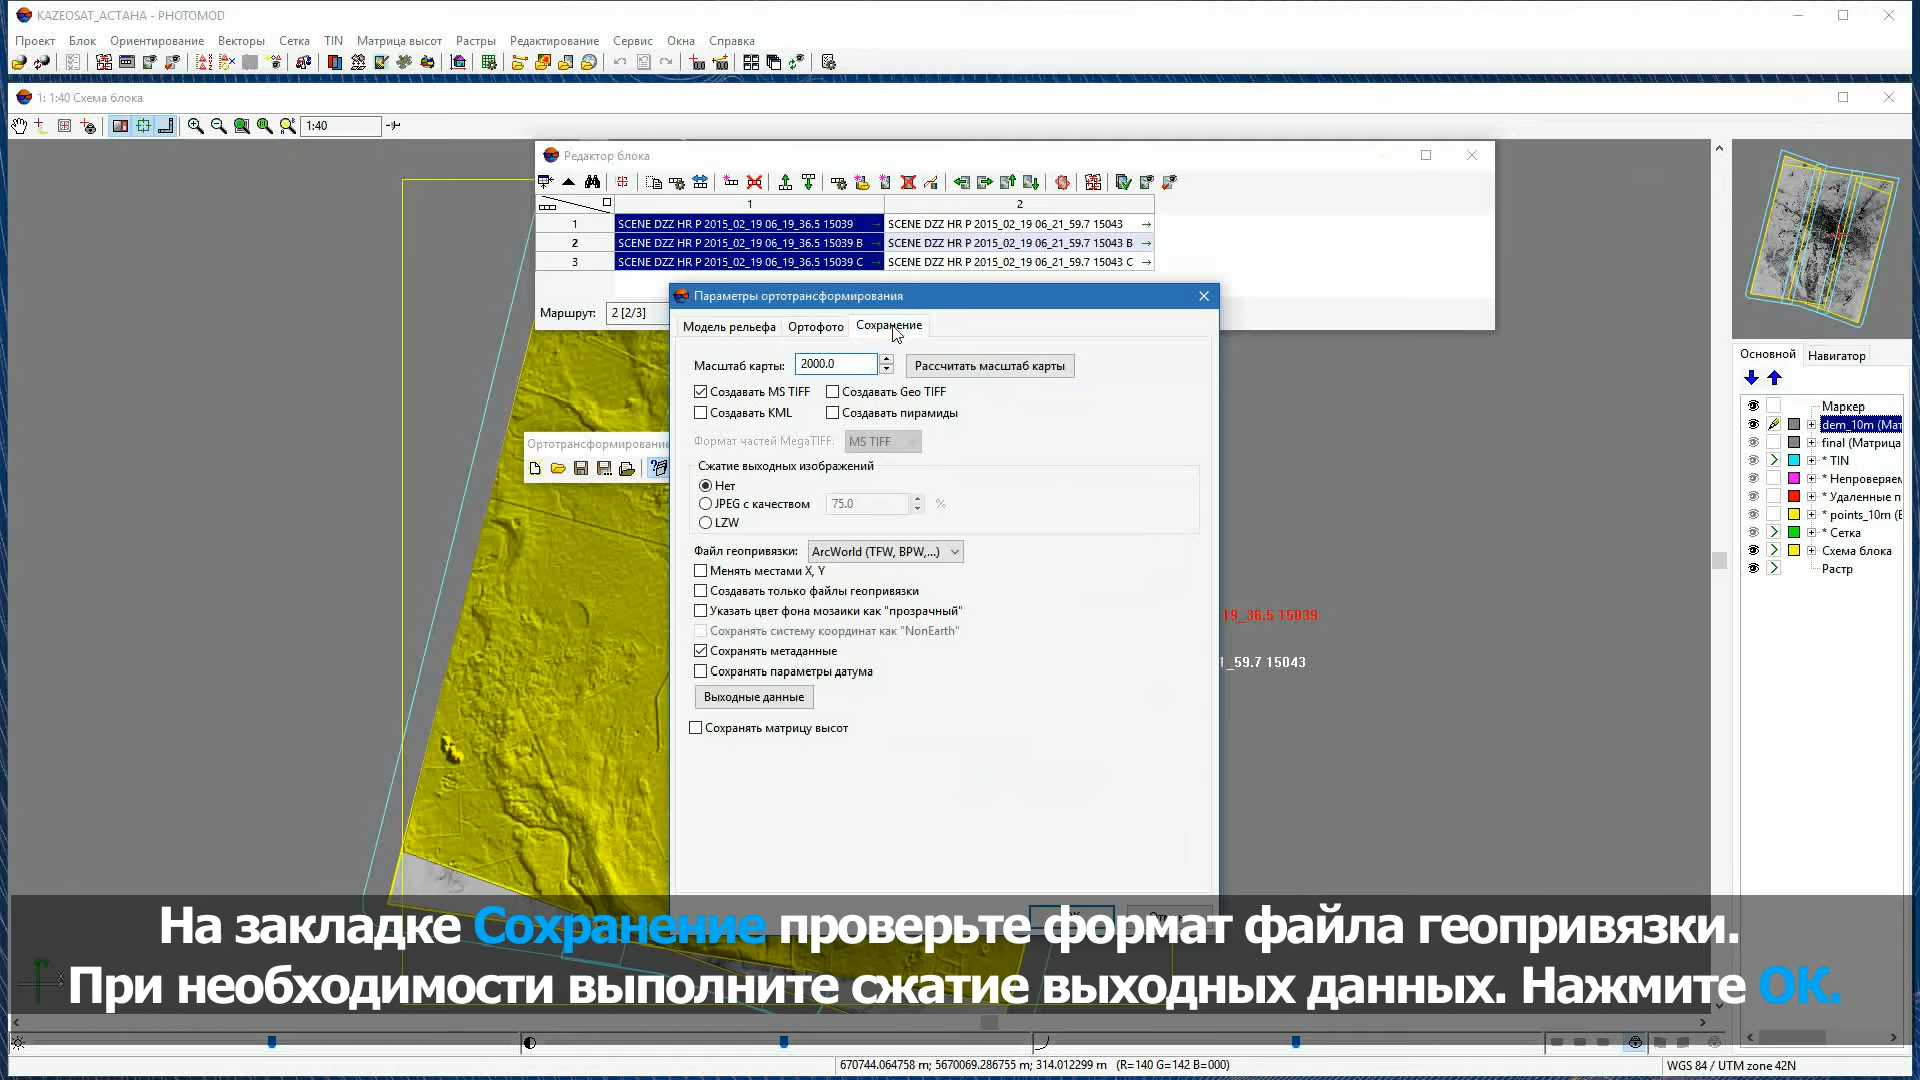 KAZEOSAT_АСТАНА - PHOTOMOD
Проект Блок Ориентирование Векторы Сетка TIN Матрица высот Растры Редактирование Сервис Окна Справка
1: 1:40 Схема блока
1:40
Редактор блока
1 2
1 SCENE DZZ HR P 2015_02_19 06_19_36.5 15039 SCENE DZZ HR P 2015_02_19 06_21_59.7 15043
2 SCENE DZZ HR P 2015_02_19 06_19_36.5 15039 B SCENE DZZ HR P 2015_02_19 06_21_59.7 15043 B
3 SCENE DZZ HR P 2015_02_19 06_19_36.5 15039 C SCENE DZZ HR P 2015_02_19 06_21_59.7 15043 C
Маршрут: 2 [2/3]
Параметры ортотрансформирования
Модель рельефа Ортофото Сохранение
Масштаб карты: 2000.0 Рассчитать масштаб карты
Создавать MS TIFF Создавать Geo TIFF
Создавать KML Создавать пирамиды
Формат частей MegaTIFF: MS TIFF
Сжатие выходных изображений
Нет
JPEG с качеством 75.0 %
LZW
Файл геопривязки: ArcWorld (TFW, BPW,...)
Менять местами X, Y
Создавать только файлы геопривязки
Указать цвет фона мозаики как "прозрачный"
Сохранять систему координат как "NonEarth"
Сохранять метаданные
Сохранять параметры датума
Выходные данные
Сохранять матрицу высот
Ортотрансформирование
19_36.5 15039
1_59.7 15043
Основной Навигатор
Маркер
dem_10m (Мат
final (Матрица
* TIN
* Непроверяем
* Удаленные п
* points_10m (В
* Сетка
Схема блока
Растр
На закладке Сохранение проверьте формат файла геопривязки.
При необходимости выполните сжатие выходных данных. Нажмите ОК.
670744.064758 m; 5670069.286755 m; 314.012299 m (R=140 G=142 B=000)
WGS 84 / UTM zone 42N